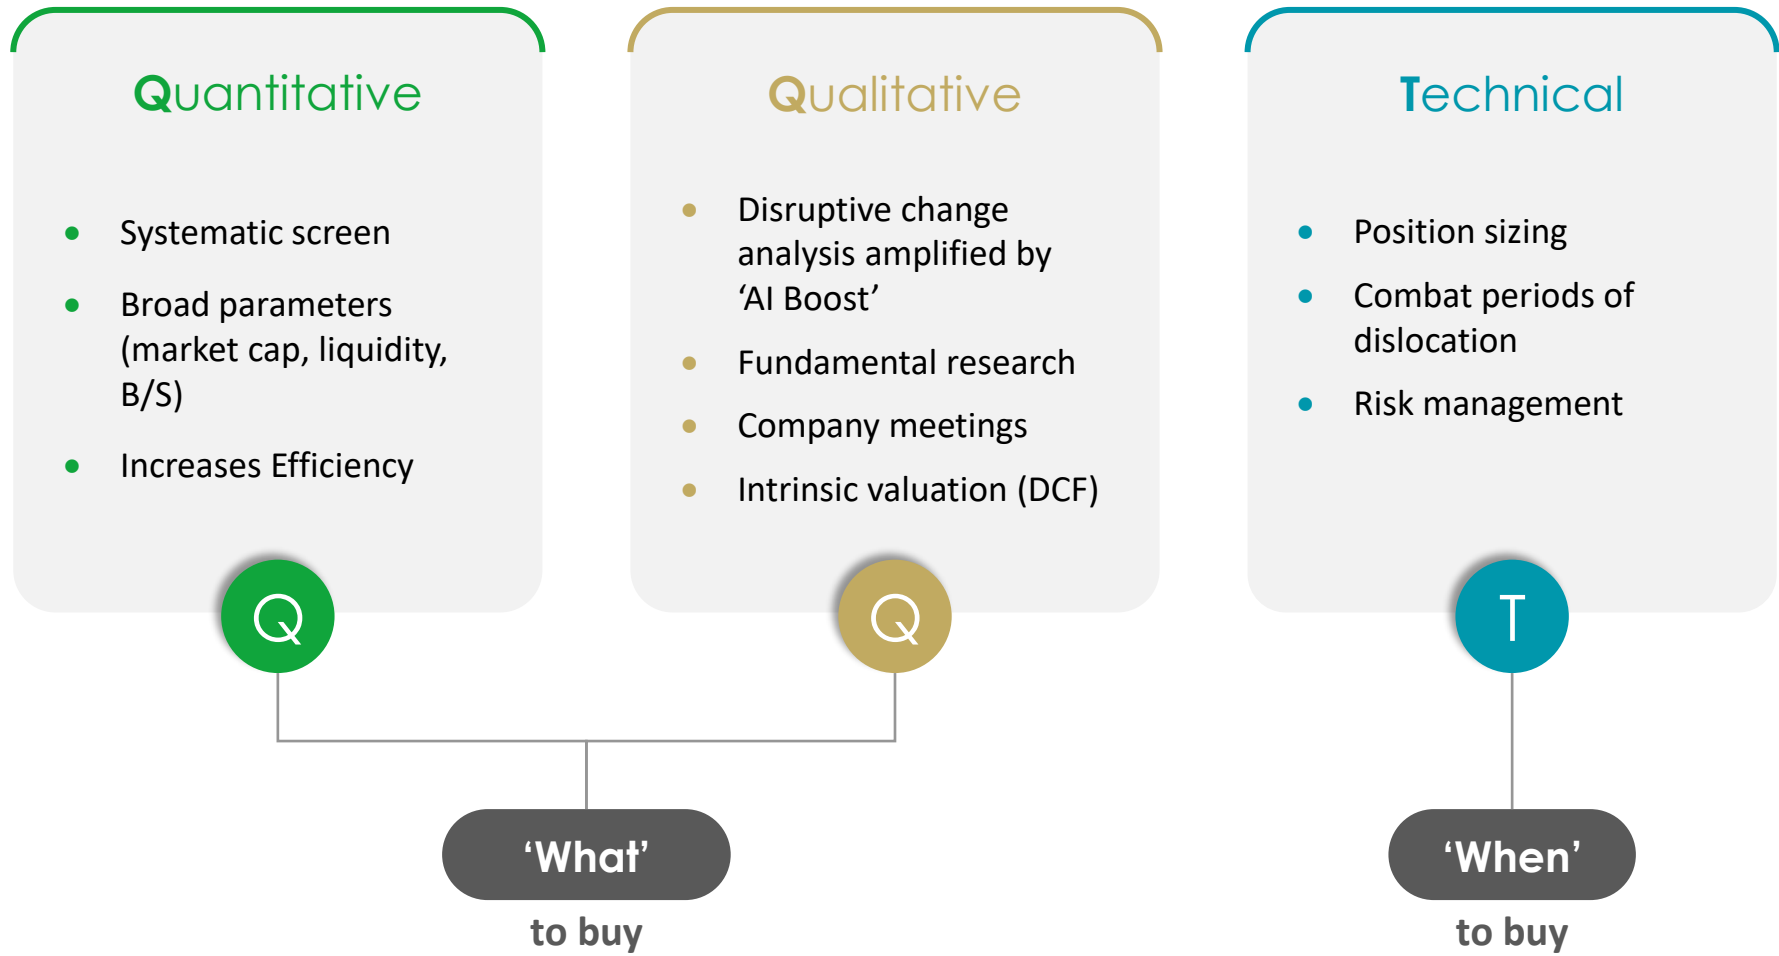 Quantitative
Systematic screen
Broad parameters
(market cap, liquidity,
B/S)
Increases Efficiency
Q
Qualitative
Disruptive change
analysis amplified by
‘AI Boost’
Fundamental research
Company meetings
Intrinsic valuation (DCF)
Q
Technical
Position sizing
Combat periods of
dislocation
Risk management
T
‘What’
to buy
‘When’
to buy